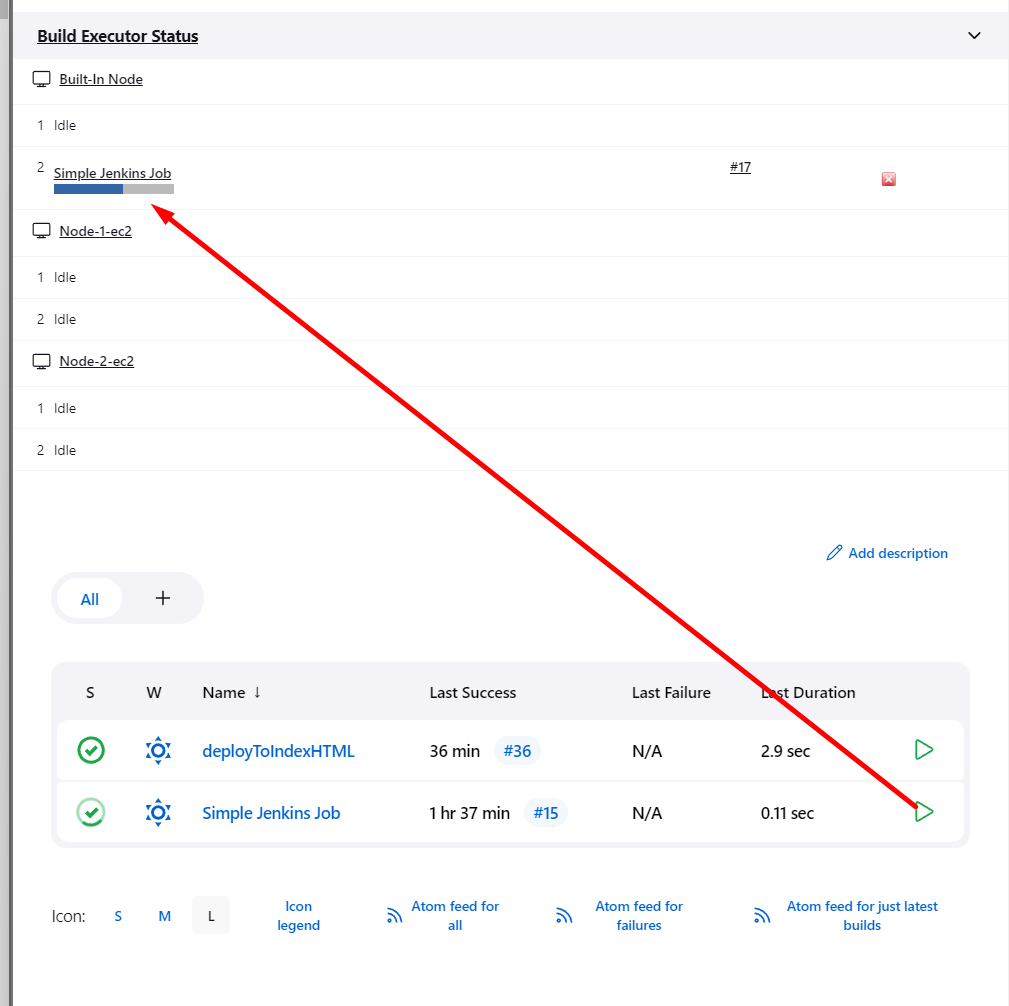 Build Executor Status
Built-In Node
1 Idle
2 Simple Jenkins Job #17
Node-1-ec2
1 Idle
2 Idle
Node-2-ec2
1 Idle
2 Idle
Add description
All +
S W Name ↓ Last Success Last Failure Last Duration
deployToIndexHTML 36 min #36 N/A 2.9 sec
Simple Jenkins Job 1 hr 37 min #15 N/A 0.11 sec
Icon: S M L
Icon legend
Atom feed for all
Atom feed for failures
Atom feed for just latest builds